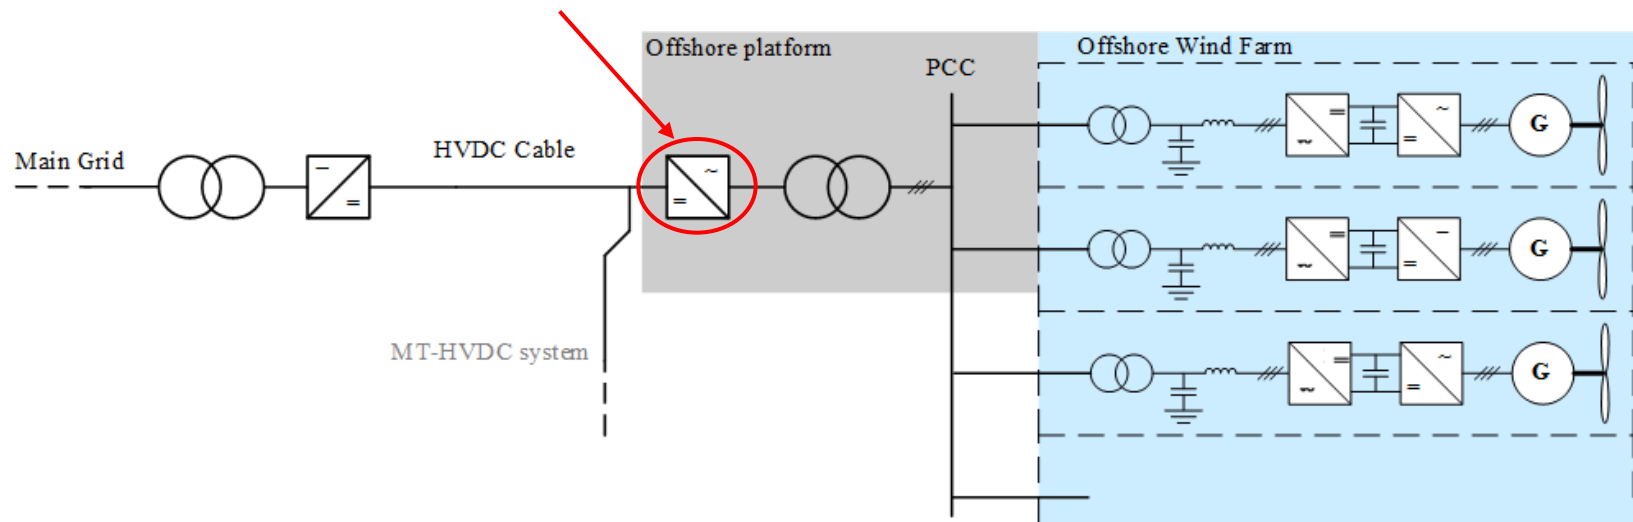 Offshore platform
Offshore Wind Farm
PCC
Main Grid
HVDC Cable
MT-HVDC system
G
G
G